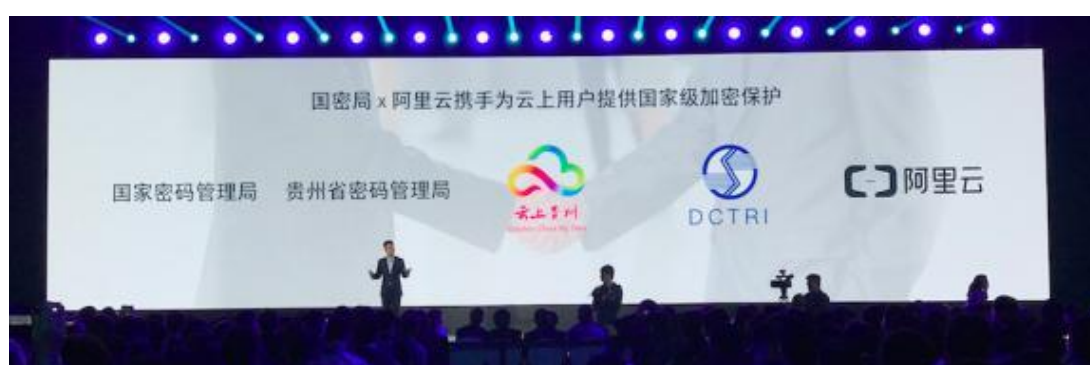 国密局 x 阿里云携手为云上用户提供国家级加密保护
国家密码管理局
贵州省密码管理局
云上贵州
DCTRI
阿里云